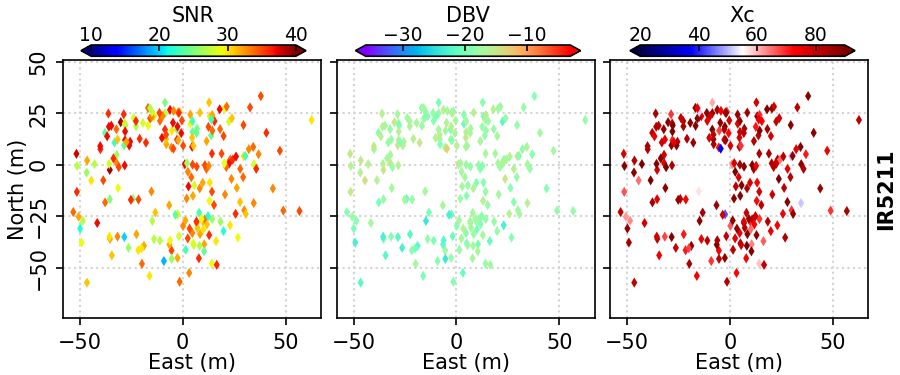 SNR DBV Xc
10 20 30 40 −30 −20 −10 20 40 60 80
50
25
0
−25
−50
North (m)
−50 0 50 −50 0 50 −50 0 50
East (m) East (m) East (m)
IR5211